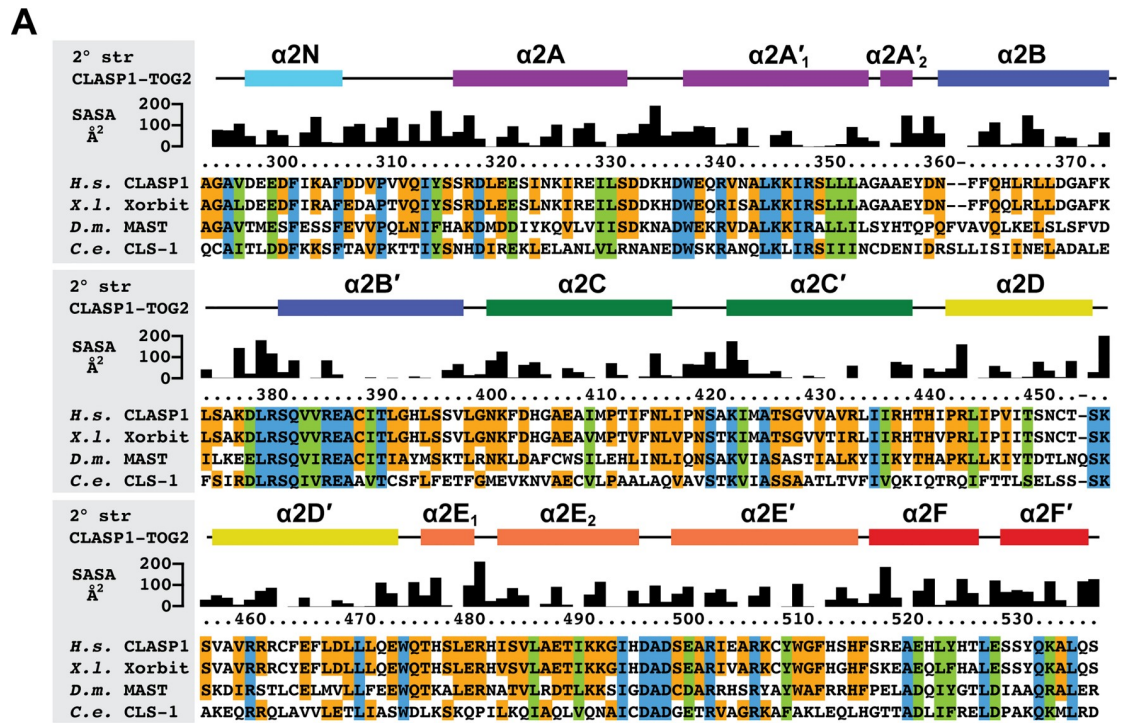 A
2° str α2N α2A α2A′₁ α2A′₂ α2B
CLASP1-TOG2
SASA Å² 200 100 0
300 310 320 330 340 350 360 370
H.s. CLASP1 AGAVDEEDFIKAFDDVPVVQIYSSRDLEESINKIREILSDDKHDWEQRVNALKKIRSLLLAGAAEYDN--FFQHLRLLDGAFK
X.l. Xorbit AGALDEEDFIRAFEDAPTVQIYSSRDLEESLNKIREILSDDKHDWEQRISALKKIRSLLLAGAAEYDN--FFQQLRLLDGAFK
D.m. MAST AGAVTMESFESSFEVVPQLNIFHAKDMDDIYKQVLVIISDKNADWEKRVDALKKIRALLILSYHTQPQFVAVQLKELSLSFVD
C.e. CLS-1 QCAITLDDFKKSFTAVPKTTIYSNHDIREKLELANLVLRNANEDWSKRANQLKLIRSIIINCDENIDRSLLISIINELADALE
2° str α2B′ α2C α2C′ α2D
CLASP1-TOG2
SASA Å² 200 100 0
380 390 400 410 420 430 440 450
H.s. CLASP1 LSAKDLRSQVVREACITLGHLSSVLGNKFDHGAEAIMPTIFNLIPNSAKIMATSGVVAVRLIIRHTHIPRLIPVITSNCT-SK
X.l. Xorbit LSAKDLRSQVVREACITLGHLSSVLGNKFDHGAEAVMPTVFNLVPNSTKIMATSGVVTIRLIIRHTHVPRLIPIITSNCT-SK
D.m. MAST ILKEELRSQVIREACITIAYMSKTLRNKLDAFCWSILEHLINLIQNSAKVIASASTIALKYIIKYTHAPKLLKIYTDTLNQSK
C.e. CLS-1 FSIRDLRSQIVREAAVTCSFLFETFGMEVKNVAECVLPAALAQVAVSTKVIASSAATLTVFIVQKIQTRQIFTTLSELSS-SK
2° str α2D′ α2E₁ α2E₂ α2E′ α2F α2F′
CLASP1-TOG2
SASA Å² 200 100 0
460 470 480 490 500 510 520 530
H.s. CLASP1 SVAVRRRCFEFLDLLLQEWQTHSLERHISVLAETIKKGIHDADSEARIEARKCYWGFHSHFSREAEHLYHTLESSYQKALQS
X.l. Xorbit SVAVRRRCYEFLDLLLQEWQTHSLERHVSVLAETIKKGIHDADSEARIVARKCYWGFHGHFSKEAEQLFHALESSYQKALQS
D.m. MAST SKDIRSTLCELMVLLFEEWQTKALERNATVLRDTLKKSIGDADCDARRHSRYAYWAFRRHFPELADQIYGTLDIAAQRALER
C.e. CLS-1 AKEQRRQLAVVLETLIASWDLKSKQPILKQIAQLVQNAICDADGETRVAGRKAFAKLEQLHGTTADLIFRELDPAKQKMLRD